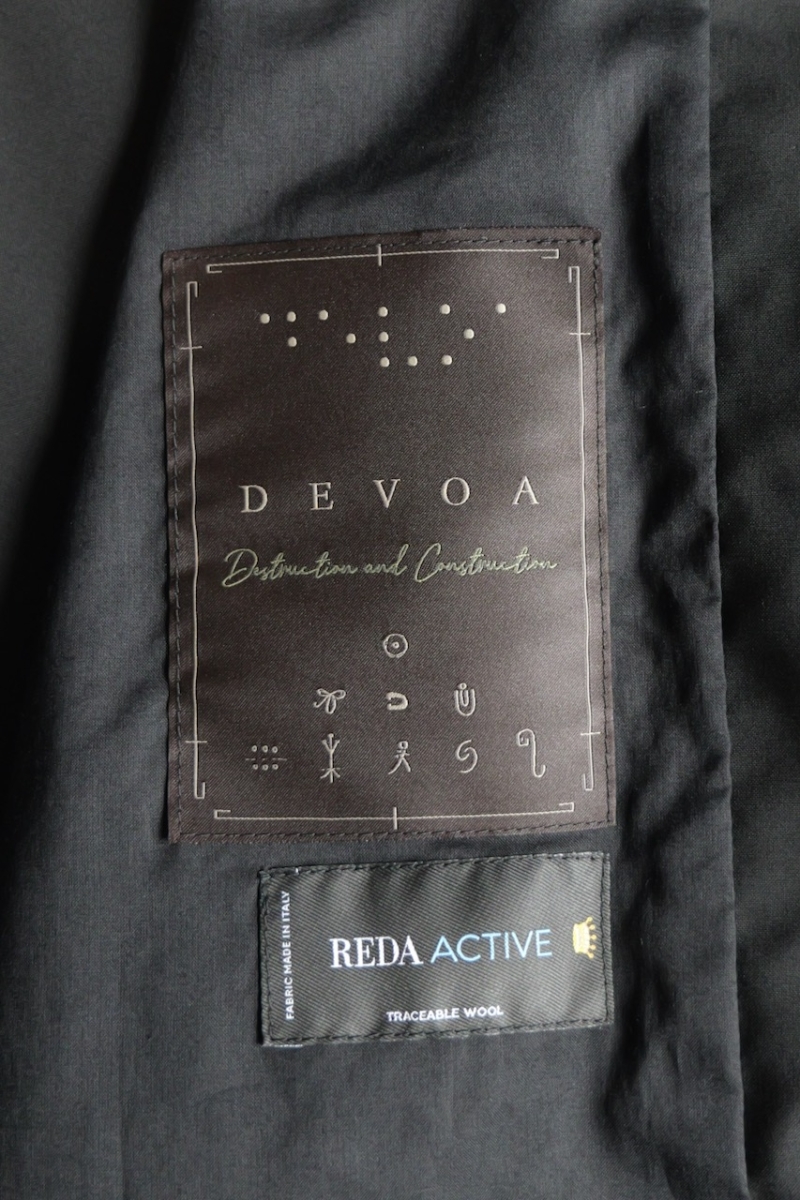 ⠙⠑⠧⠕⠁
DEVOA
Destruction and Construction
FABRIC MADE IN ITALY
REDA ACTIVE
TRACEABLE WOOL